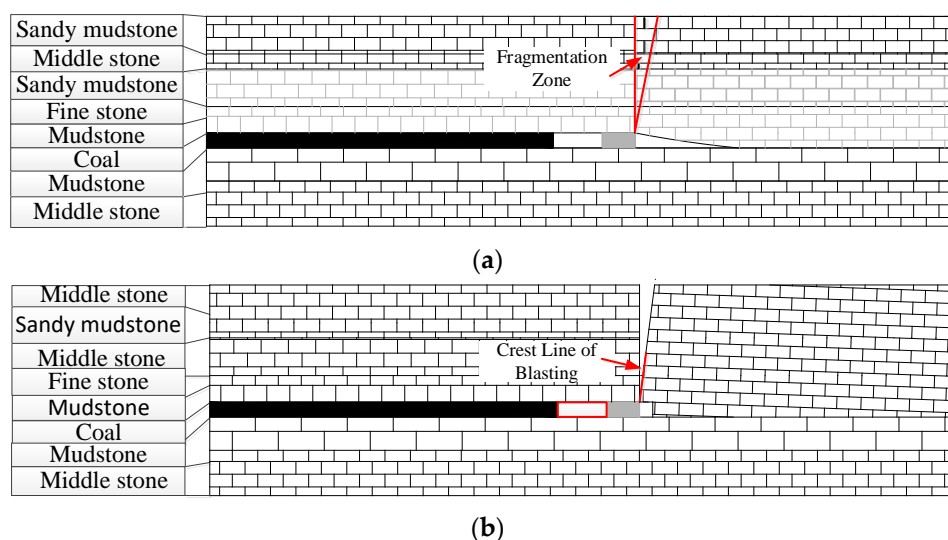 Sandy mudstone
Middle stone
Sandy mudstone
Fine stone
Mudstone
Coal
Mudstone
Middle stone
Fragmentation
Zone
(a)
Middle stone
Sandy mudstone
Middle stone
Fine stone
Mudstone
Coal
Mudstone
Middle stone
Crest Line of
Blasting
(b)